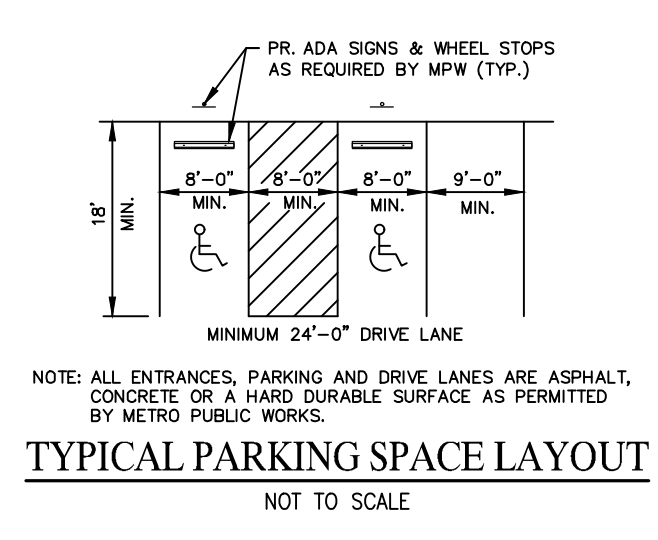 PR. ADA SIGNS & WHEEL STOPS
AS REQUIRED BY MPW (TYP.)
8'-0" 8'-0" 8'-0" 9'-0"
MIN. MIN. MIN. MIN.
18'
MIN.
MINIMUM 24'-0" DRIVE LANE
NOTE: ALL ENTRANCES, PARKING AND DRIVE LANES ARE ASPHALT,
CONCRETE OR A HARD DURABLE SURFACE AS PERMITTED
BY METRO PUBLIC WORKS.
TYPICAL PARKING SPACE LAYOUT
NOT TO SCALE